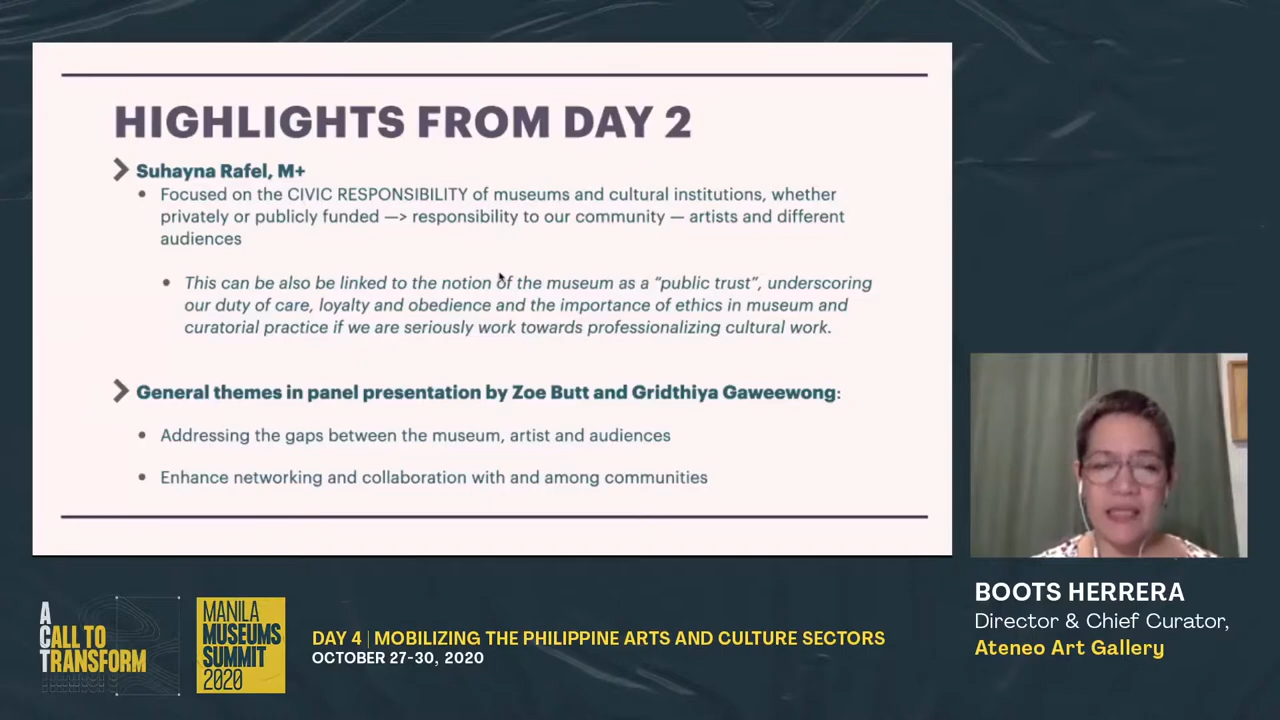 HIGHLIGHTS FROM DAY 2
Suhayna Rafel, M+
Focused on the CIVIC RESPONSIBILITY of museums and cultural institutions, whether
privately or publicly funded —> responsibility to our community — artists and different
audiences
This can be also be linked to the notion of the museum as a “public trust”, underscoring
our duty of care, loyalty and obedience and the importance of ethics in museum and
curatorial practice if we are seriously work towards professionalizing cultural work.
General themes in panel presentation by Zoe Butt and Gridthiya Gaweewong:
Addressing the gaps between the museum, artist and audiences
Enhance networking and collaboration with and among communities
BOOTS HERRERA
Director & Chief Curator,
Ateneo Art Gallery
A
CALL TO
TRANSFORM
MANILA
MUSEUMS
SUMMIT
2020
DAY 4 | MOBILIZING THE PHILIPPINE ARTS AND CULTURE SECTORS
OCTOBER 27-30, 2020